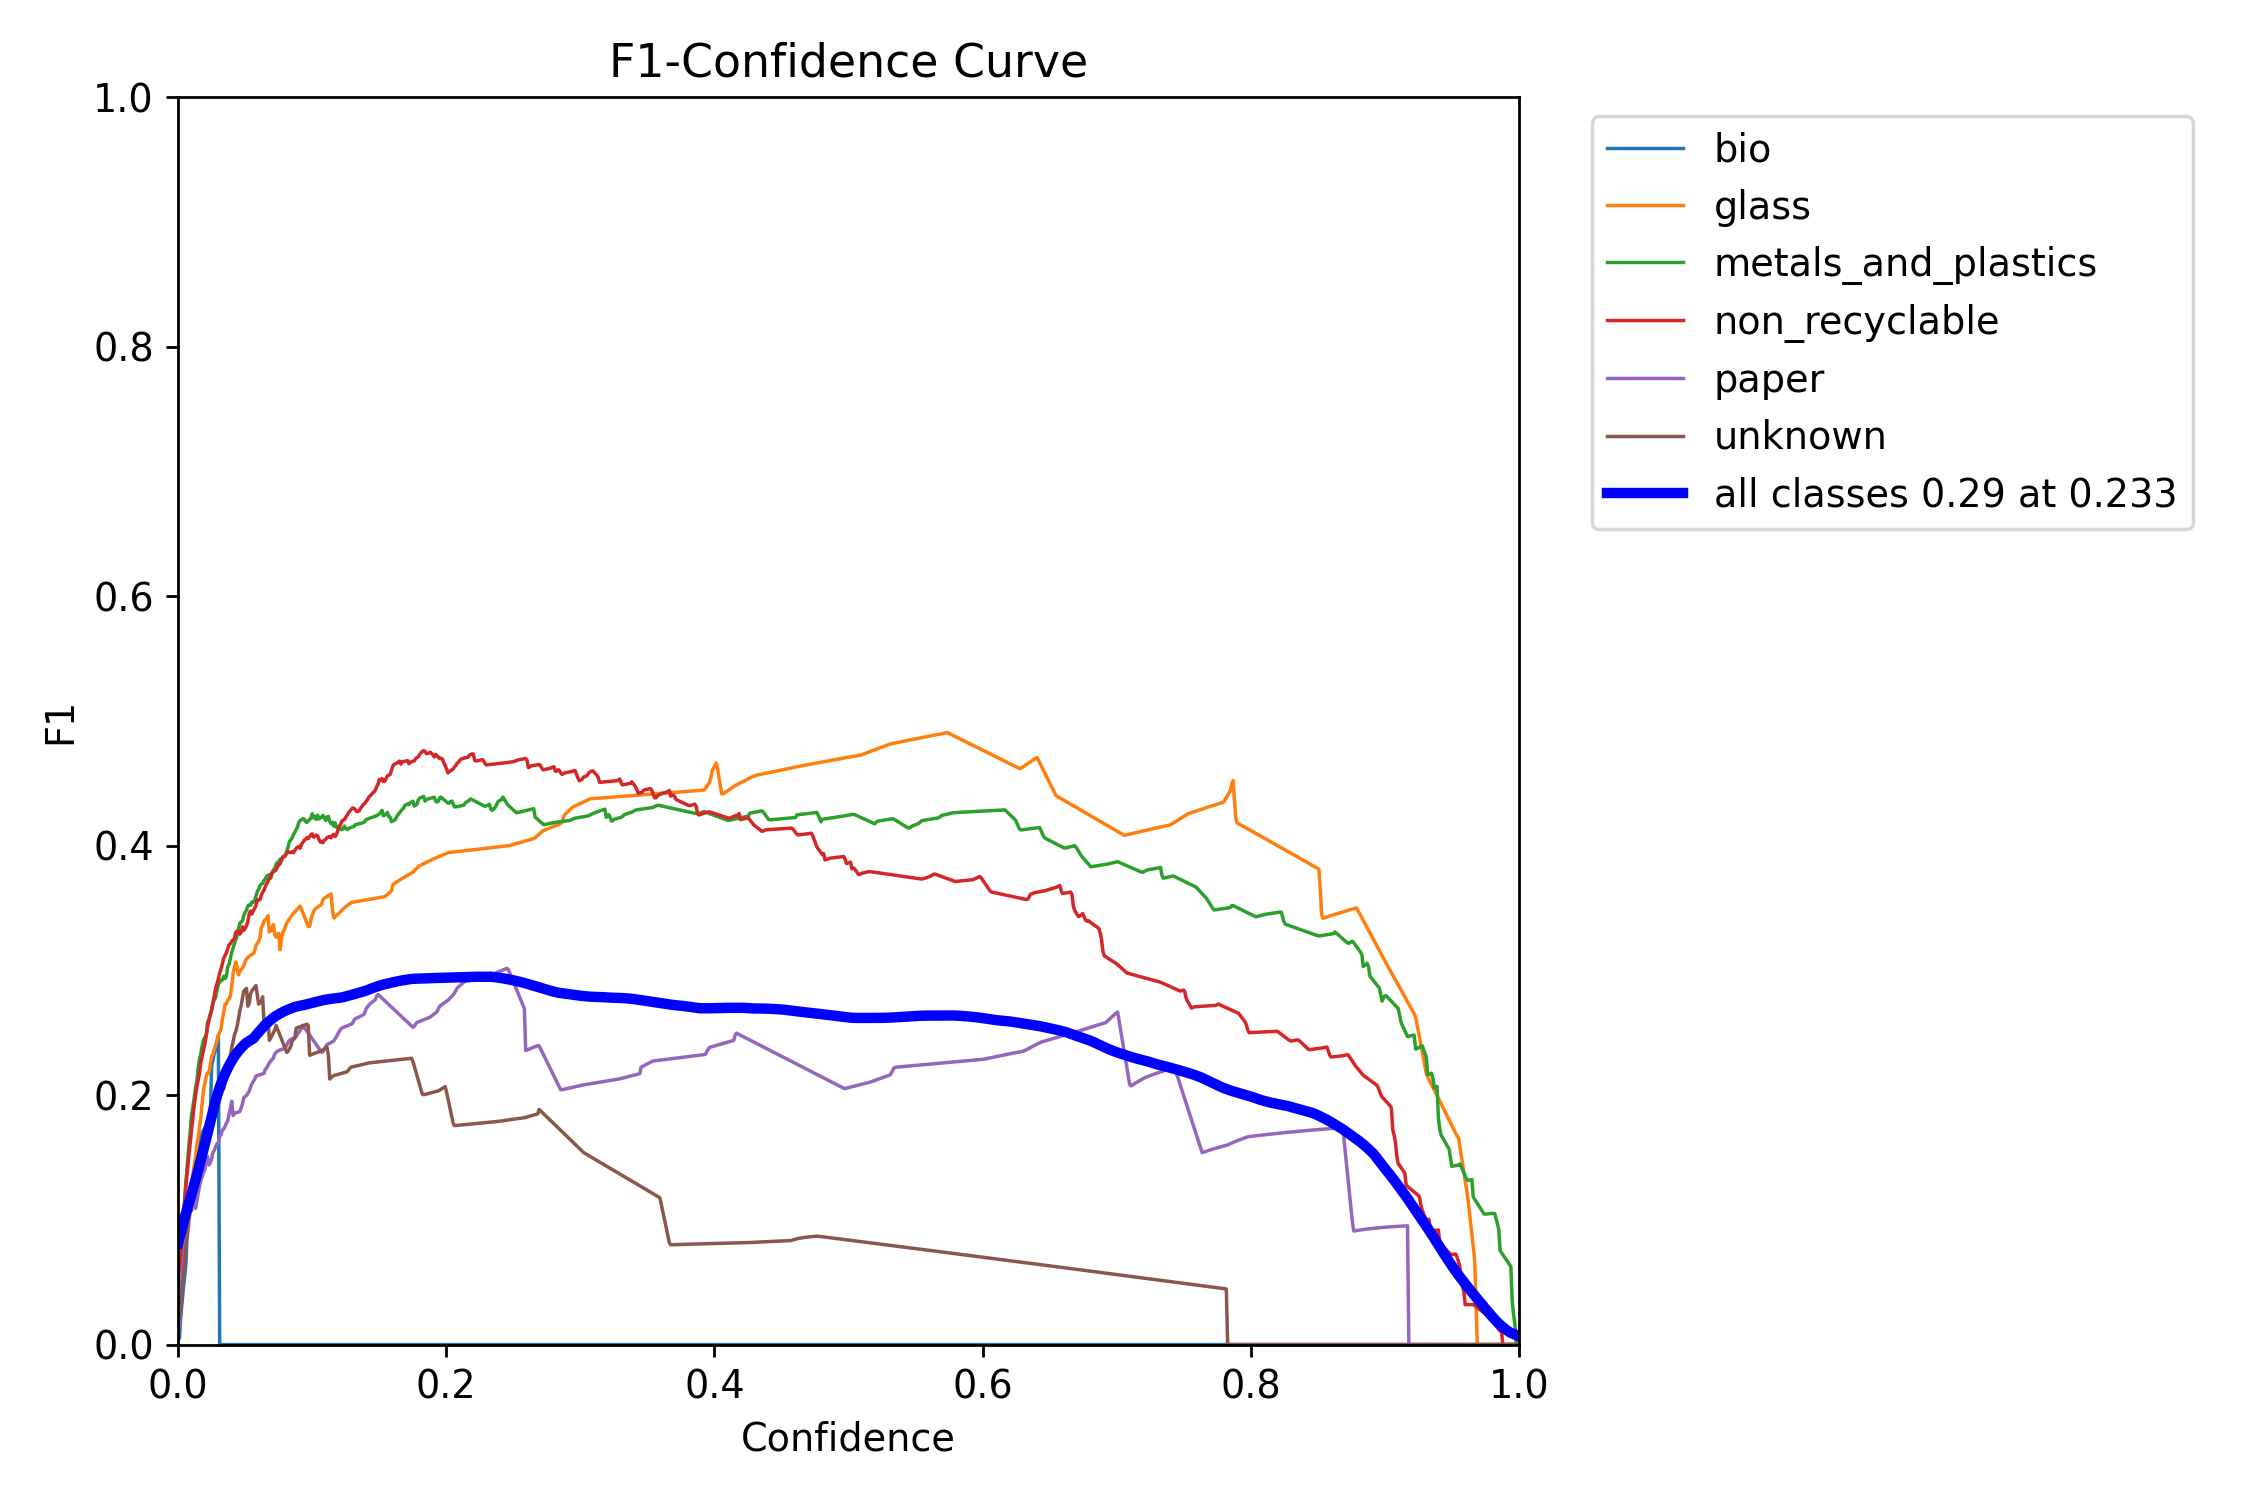 F1-Confidence Curve
1.0
0.8
0.6
0.4
0.2
0.0
F1
0.0 0.2 0.4 0.6 0.8 1.0
Confidence
bio
glass
metals_and_plastics
non_recyclable
paper
unknown
all classes 0.29 at 0.233